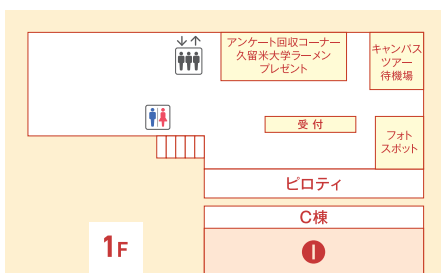 アンケート回収コーナー
久留米大学ラーメン
プレゼント
キャンパス
ツアー
待機場
受付
フォト
スポット
ピロティ
C棟
1F
1